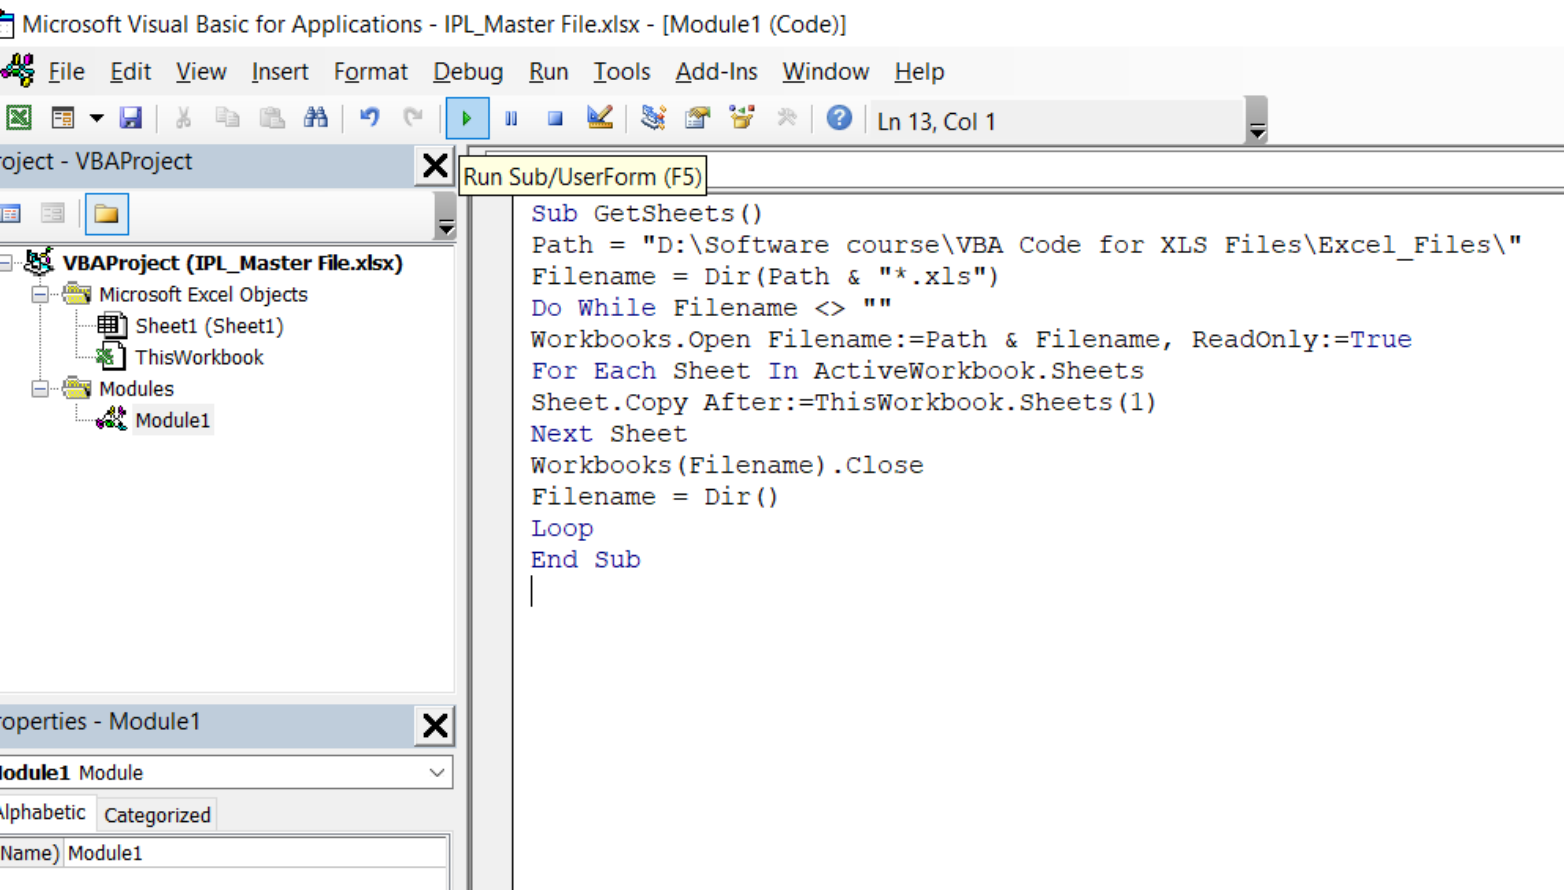 Microsoft Visual Basic for Applications - IPL_Master File.xlsx - [Module1 (Code)]
File Edit View Insert Format Debug Run Tools Add-Ins Window Help
Ln 13, Col 1
roject - VBAProject
Run Sub/UserForm (F5)
VBAProject (IPL_Master File.xlsx)
Microsoft Excel Objects
Sheet1 (Sheet1)
ThisWorkbook
Modules
Module1
Sub GetSheets()
Path = "D:\Software course\VBA Code for XLS Files\Excel_Files\"
Filename = Dir(Path & "*.xls")
Do While Filename <> ""
Workbooks.Open Filename:=Path & Filename, ReadOnly:=True
For Each Sheet In ActiveWorkbook.Sheets
Sheet.Copy After:=ThisWorkbook.Sheets(1)
Next Sheet
Workbooks(Filename).Close
Filename = Dir()
Loop
End Sub
roperties - Module1
odule1 Module
Alphabetic Categorized
Name) Module1